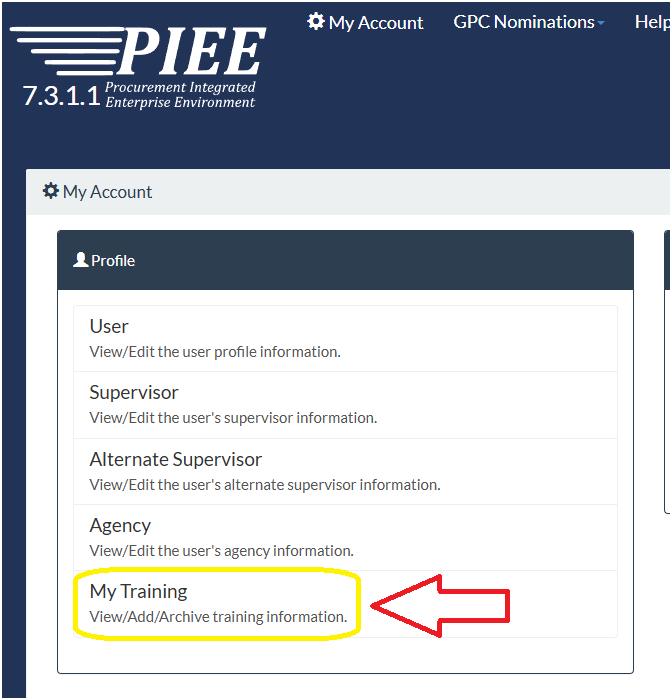 My Account GPC Nominations Help
PIEE
7.3.1.1 Procurement Integrated
Enterprise Environment
My Account
Profile
User
View/Edit the user profile information.
Supervisor
View/Edit the user's supervisor information.
Alternate Supervisor
View/Edit the user's alternate supervisor information.
Agency
View/Edit the user's agency information.
My Training
View/Add/Archive training information.